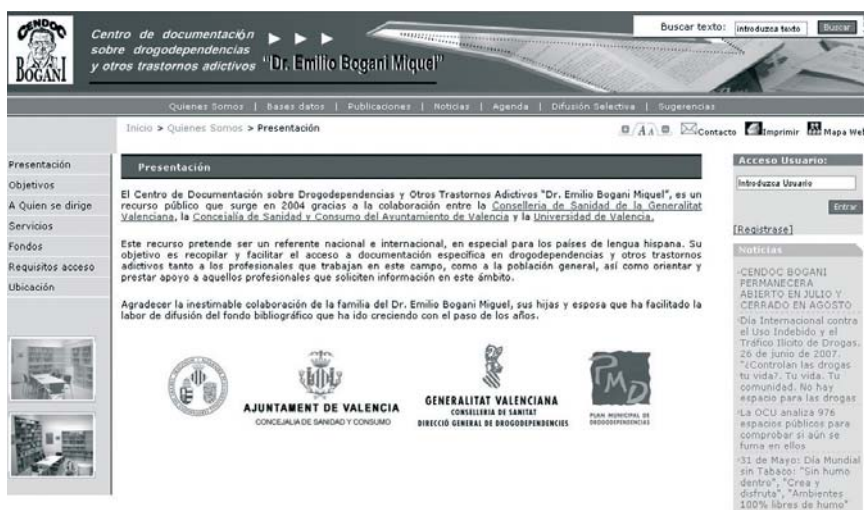 CENDOC
BOGANI
Centro de documentación
sobre drogodependencias
y otros trastornos adictivos "Dr. Emilio Bogani Miquel"
Buscar texto: introduzca texto Buscar
Quienes Somos | Bases datos | Publicaciones | Noticias | Agenda | Difusión Selectiva | Sugerencias
Inicio > Quienes Somos > Presentación
Contacto Imprimir Mapa Web
Presentación
Objetivos
A Quien se dirige
Servicios
Fondos
Requisitos acceso
Ubicación
Presentación
El Centro de Documentación sobre Drogodependencias y Otros Trastornos Adictivos "Dr. Emilio Bogani Miquel", es un
recurso público que surge en 2004 gracias a la colaboración entre la Conselleria de Sanidad de la Generalitat
Valenciana, la Concejalía de Sanidad y Consumo del Ayuntamiento de Valencia y la Universidad de Valencia.
Este recurso pretende ser un referente nacional e internacional, en especial para los países de lengua hispana. Su
objetivo es recopilar y facilitar el acceso a documentación específica en drogodependencias y otros trastornos
adictivos tanto a los profesionales que trabajan en este campo, como a la población general, así como orientar y
prestar apoyo a aquellos profesionales que soliciten información en este ámbito.
Agradecer la inestimable colaboración de la familia del Dr. Emilio Bogani Miguel, sus hijas y esposa que ha facilitado la
labor de difusión del fondo bibliográfico que ha ido creciendo con el paso de los años.
AJUNTAMENT DE VALENCIA
CONCEJALIA DE SANIDAD Y CONSUMO
GENERALITAT VALENCIANA
CONSELLERIA DE SANITAT
DIRECCIÓ GENERAL DE DROGODEPENDENCIES
PMD
PLAN MUNICIPAL DE
DROGODEPENDENCIAS
Acceso Usuario:
Introduzca Usuario
Entrar
[Registrase]
Noticias
·CENDOC BOGANI
PERMANECERA
ABIERTO EN JULIO Y
CERRADO EN AGOSTO
·Día Internacional contra
el Uso Indebido y el
Tráfico Ilícito de Drogas.
26 de junio de 2007.
"¿Controlan las drogas
tu vida?. Tu vida. Tu
comunidad. No hay
espacio para las drogas
·La OCU analiza 976
espacios públicos para
comprobar si aún se
fuma en ellos
·31 de Mayo: Día Mundial
sin Tabaco: "Sin humo
dentro", "Crea y
disfruta", "Ambientes
100% libres de humo"